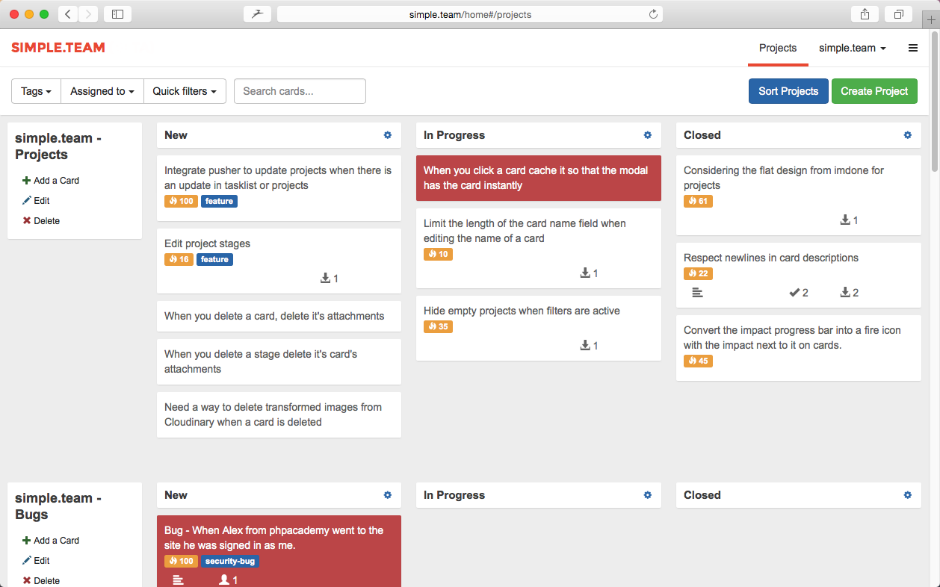 simple.team/home#/projects
SIMPLE.TEAM
Projects
simple.team
Tags
Assigned to
Quick filters
Search cards...
Sort Projects
Create Project
simple.team -
Projects
Add a Card
Edit
Delete
New
Integrate pusher to update projects when there is
an update in tasklist or projects
100 feature
Edit project stages
16 feature
1
When you delete a card, delete it's attachments
When you delete a stage delete it's card's
attachments
Need a way to delete transformed images from
Cloudinary when a card is deleted
In Progress
When you click a card cache it so that the modal
has the card instantly
Limit the length of the card name field when
editing the name of a card
10
1
Hide empty projects when filters are active
35
1
Closed
Considering the flat design from imdone for
projects
61
1
Respect newlines in card descriptions
22
2 2
Convert the impact progress bar into a fire icon
with the impact next to it on cards.
45
simple.team -
Bugs
Add a Card
Edit
Delete
New
Bug - When Alex from phpacademy went to the
site he was signed in as me.
100 security-bug
1
In Progress
Closed